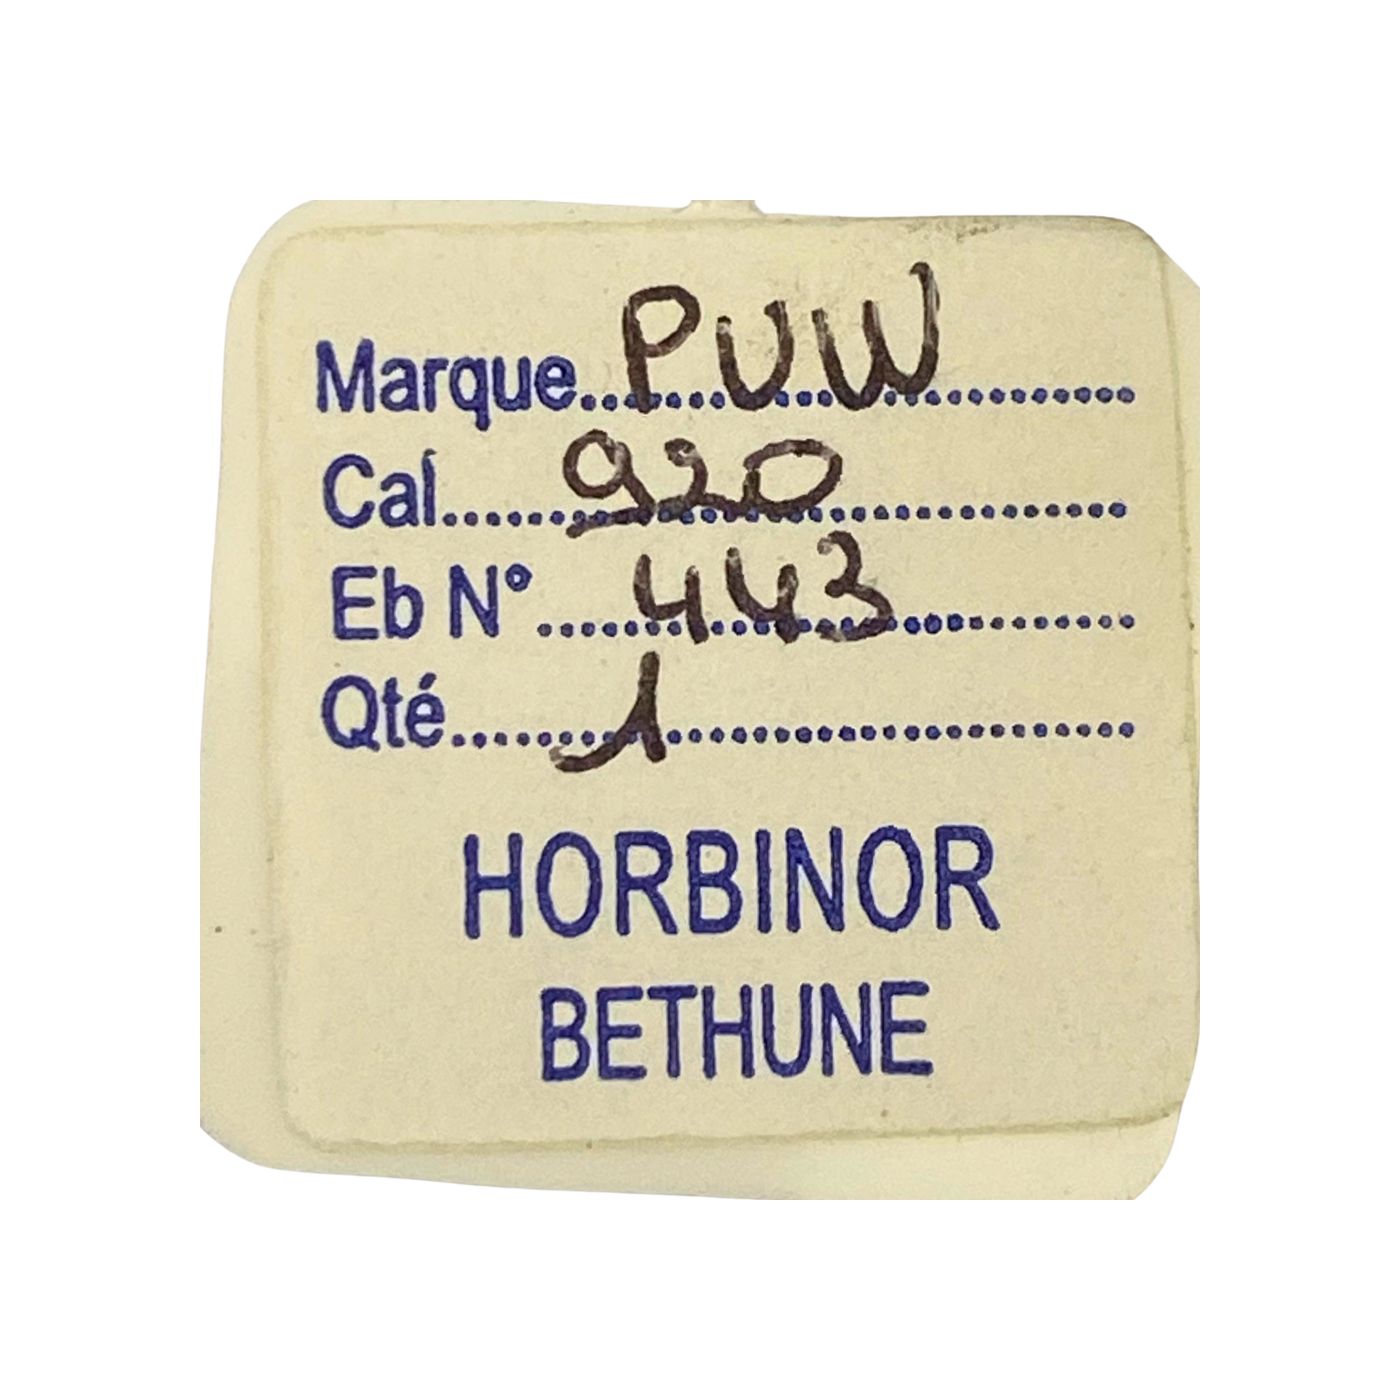 Marque PUW
Cal 920
Eb N° 443
Qté 1
HORBINOR
BETHUNE